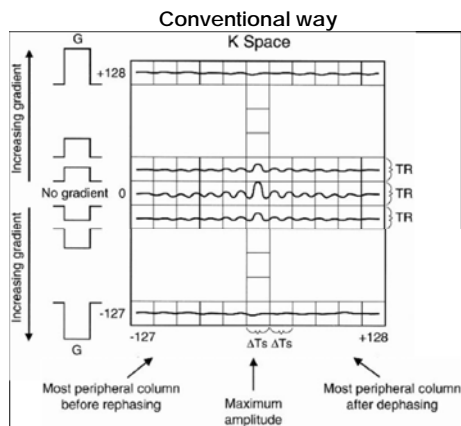 Conventional way
K Space
G
+128
Increasing gradient
TR
No gradient 0
TR
TR
Increasing gradient
-127
G
-127
+128
ΔTs ΔTs
Most peripheral column
before rephasing
Maximum
amplitude
Most peripheral column
after dephasing